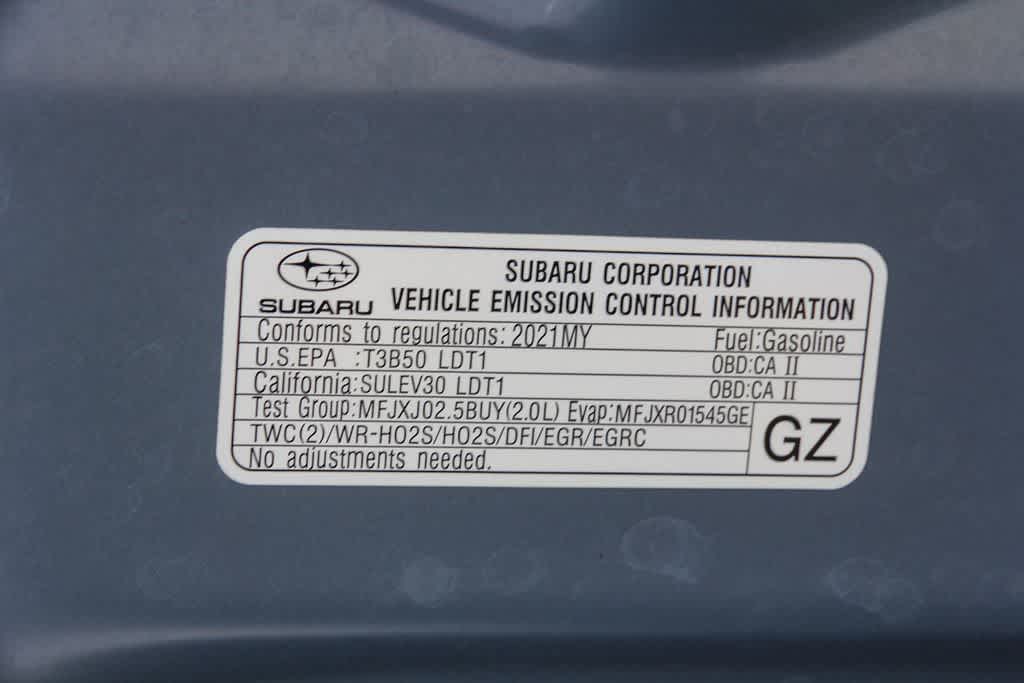 SUBARU
SUBARU CORPORATION
VEHICLE EMISSION CONTROL INFORMATION
Conforms to regulations: 2021MY Fuel:Gasoline
U.S.EPA :T3B50 LDT1 OBD:CA II
California:SULEV30 LDT1 OBD:CA II
Test Group:MFJXJ02.5BUY(2.0L) Evap:MFJXR01545GE
TWC(2)/WR-HO2S/HO2S/DFI/EGR/EGRC
No adjustments needed.
GZ